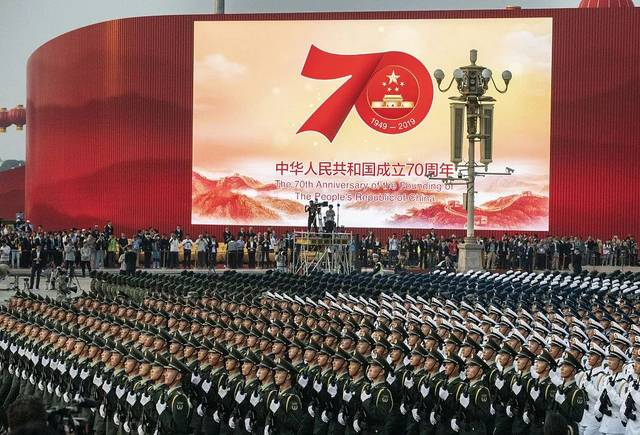 70
1949 — 2019
中华人民共和国成立70周年
The 70th Anniversary of the Founding of
The People's Republic of China